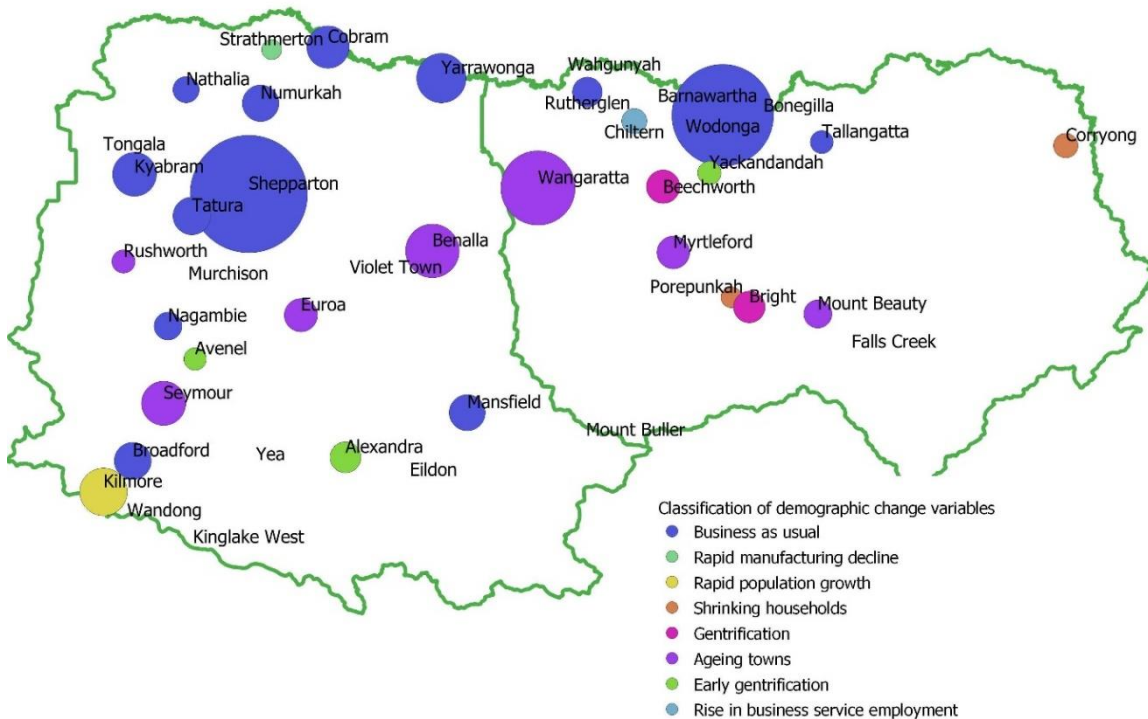 Strathmerton
Cobram
Nathalia
Numurkah
Yarrawonga
Wahgunyah
Rutherglen
Chiltern
Barnawartha
Bonegilla
Wodonga
Tallangatta
Corryong
Tongala
Kyabram
Shepparton
Tatura
Wangaratta
Yackandandah
Beechworth
Rushworth
Murchison
Benalla
Violet Town
Myrtleford
Porepunkah
Bright
Mount Beauty
Falls Creek
Nagambie
Euroa
Avenel
Seymour
Mansfield
Mount Buller
Broadford
Yea
Alexandra
Eildon
Kilmore
Wandong
Kinglake West
Classification of demographic change variables
Business as usual
Rapid manufacturing decline
Rapid population growth
Shrinking households
Gentrification
Ageing towns
Early gentrification
Rise in business service employment